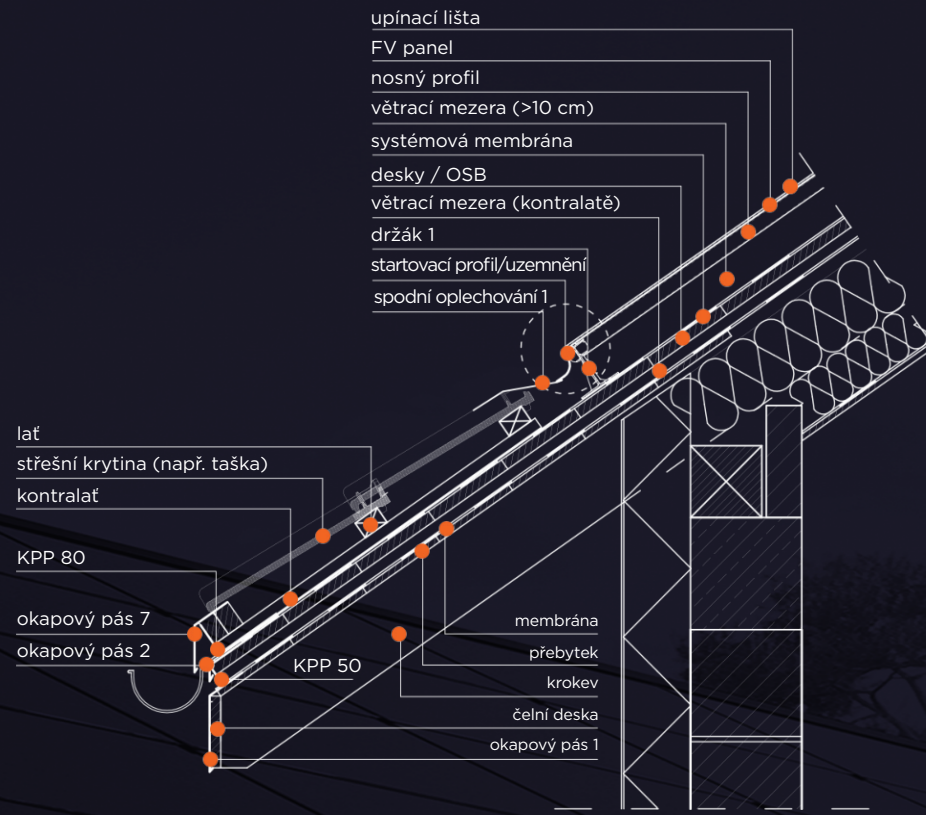 upínací lišta
FV panel
nosný profil
větrací mezera (>10 cm)
systémová membrána
desky / OSB
větrací mezera (kontralatě)
držák 1
startovací profil/uzemnění
spodní oplechování 1
lať
střešní krytina (např. taška)
kontralať
KPP 80
okapový pás 7
okapový pás 2
KPP 50
membrána
přebytek
krokev
čelní deska
okapový pás 1